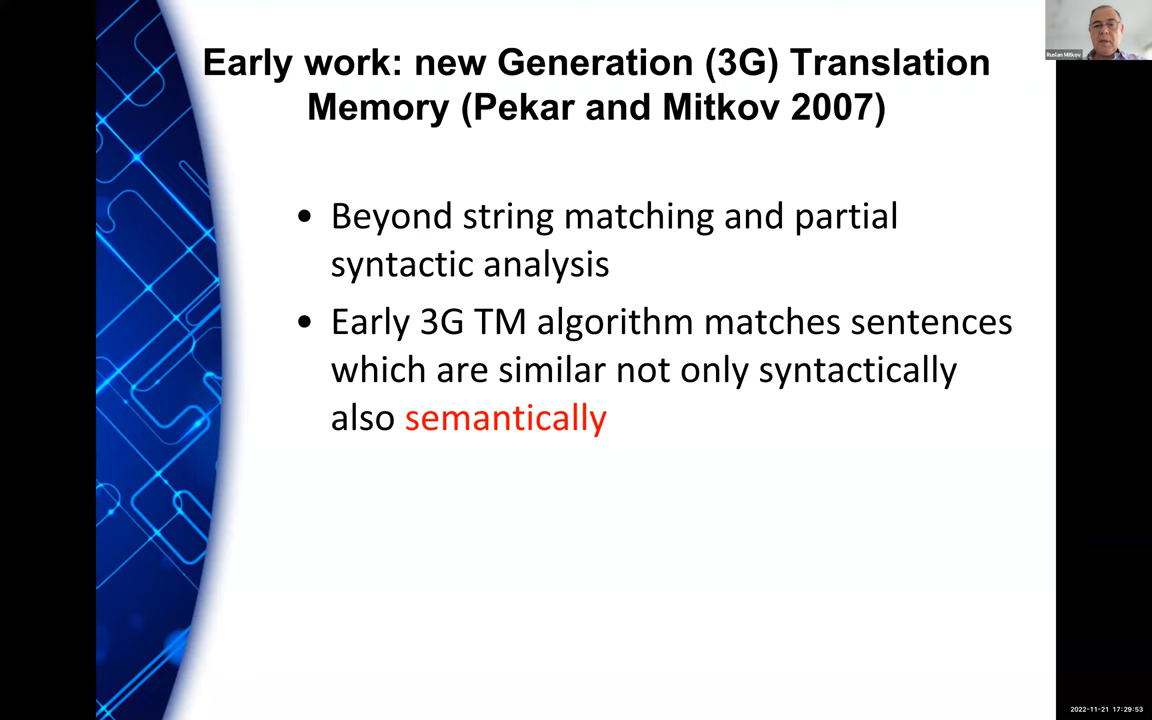 Early work: new Generation (3G) Translation
Memory (Pekar and Mitkov 2007)
• Beyond string matching and partial
syntactic analysis
• Early 3G TM algorithm matches sentences
which are similar not only syntactically
also semantically
Ruslan Mitkov
2022-11-21 17:29:53